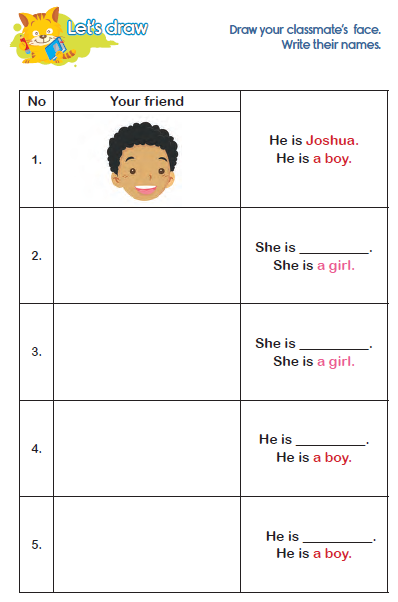 Let's draw
Draw your classmate's face.
Write their names.
No
Your friend
1.
He is Joshua.
He is a boy.
2.
She is _________.
She is a girl.
3.
She is _________.
She is a girl.
4.
He is _________.
He is a boy.
5.
He is _________.
He is a boy.